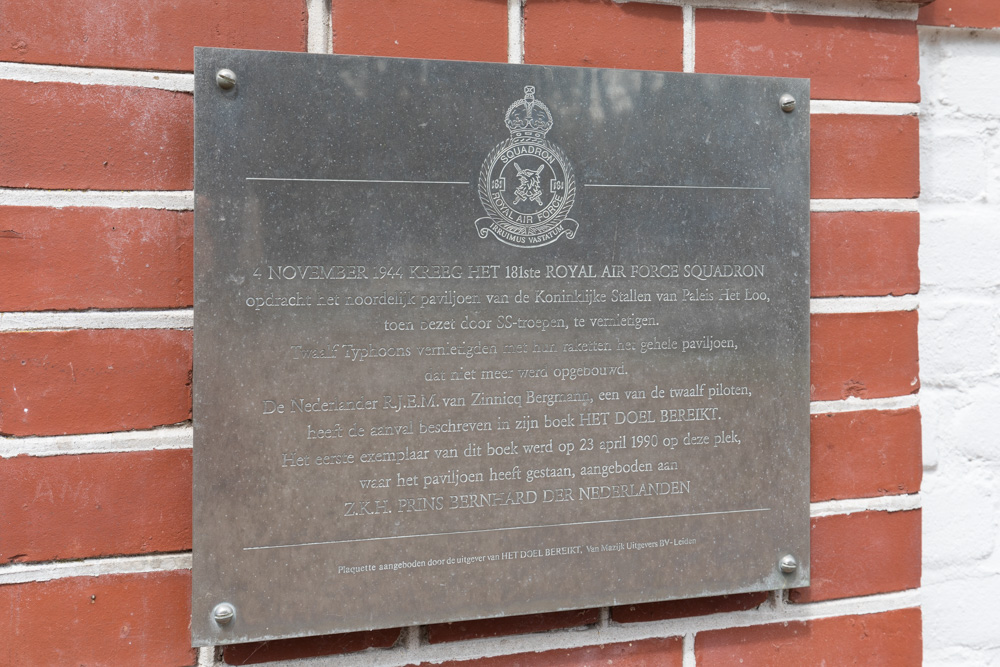 SQUADRON
181 181
ROYAL AIR FORCE
IRRUIMUS VASTATUM
4 NOVEMBER 1944 KREEG HET 181ste ROYAL AIR FORCE SQUADRON
opdracht het noordelijk paviljoen van de Koninklijke Stallen van Paleis Het Loo,
toen bezet door SS-troepen, te vernietigen.
Twaalf Typhoons vernietigden met hun raketten het gehele paviljoen,
dat niet meer werd opgebouwd.
De Nederlander R.J.E.M. van Zinnicq Bergmann, een van de twaalf piloten,
heeft de aanval beschreven in zijn boek HET DOEL BEREIKT.
Het eerste exemplaar van dit boek werd op 23 april 1990 op deze plek,
waar het paviljoen heeft gestaan, aangeboden aan
Z.K.H. PRINS BERNHARD DER NEDERLANDEN
Plaquette aangeboden door de uitgever van HET DOEL BEREIKT, Van Marijk Uitgevers BV-Leiden